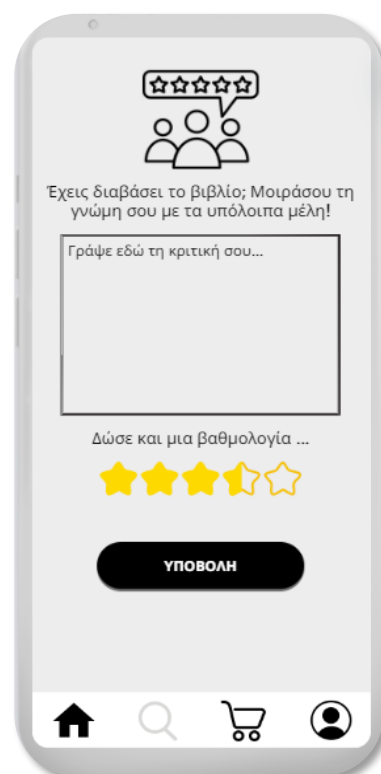 Έχεις διαβάσει το βιβλίο; Μοιράσου τη
γνώμη σου με τα υπόλοιπα μέλη!
Γράψε εδώ τη κριτική σου...
Δώσε και μια βαθμολογία ...
ΥΠΟΒΟΛΗ